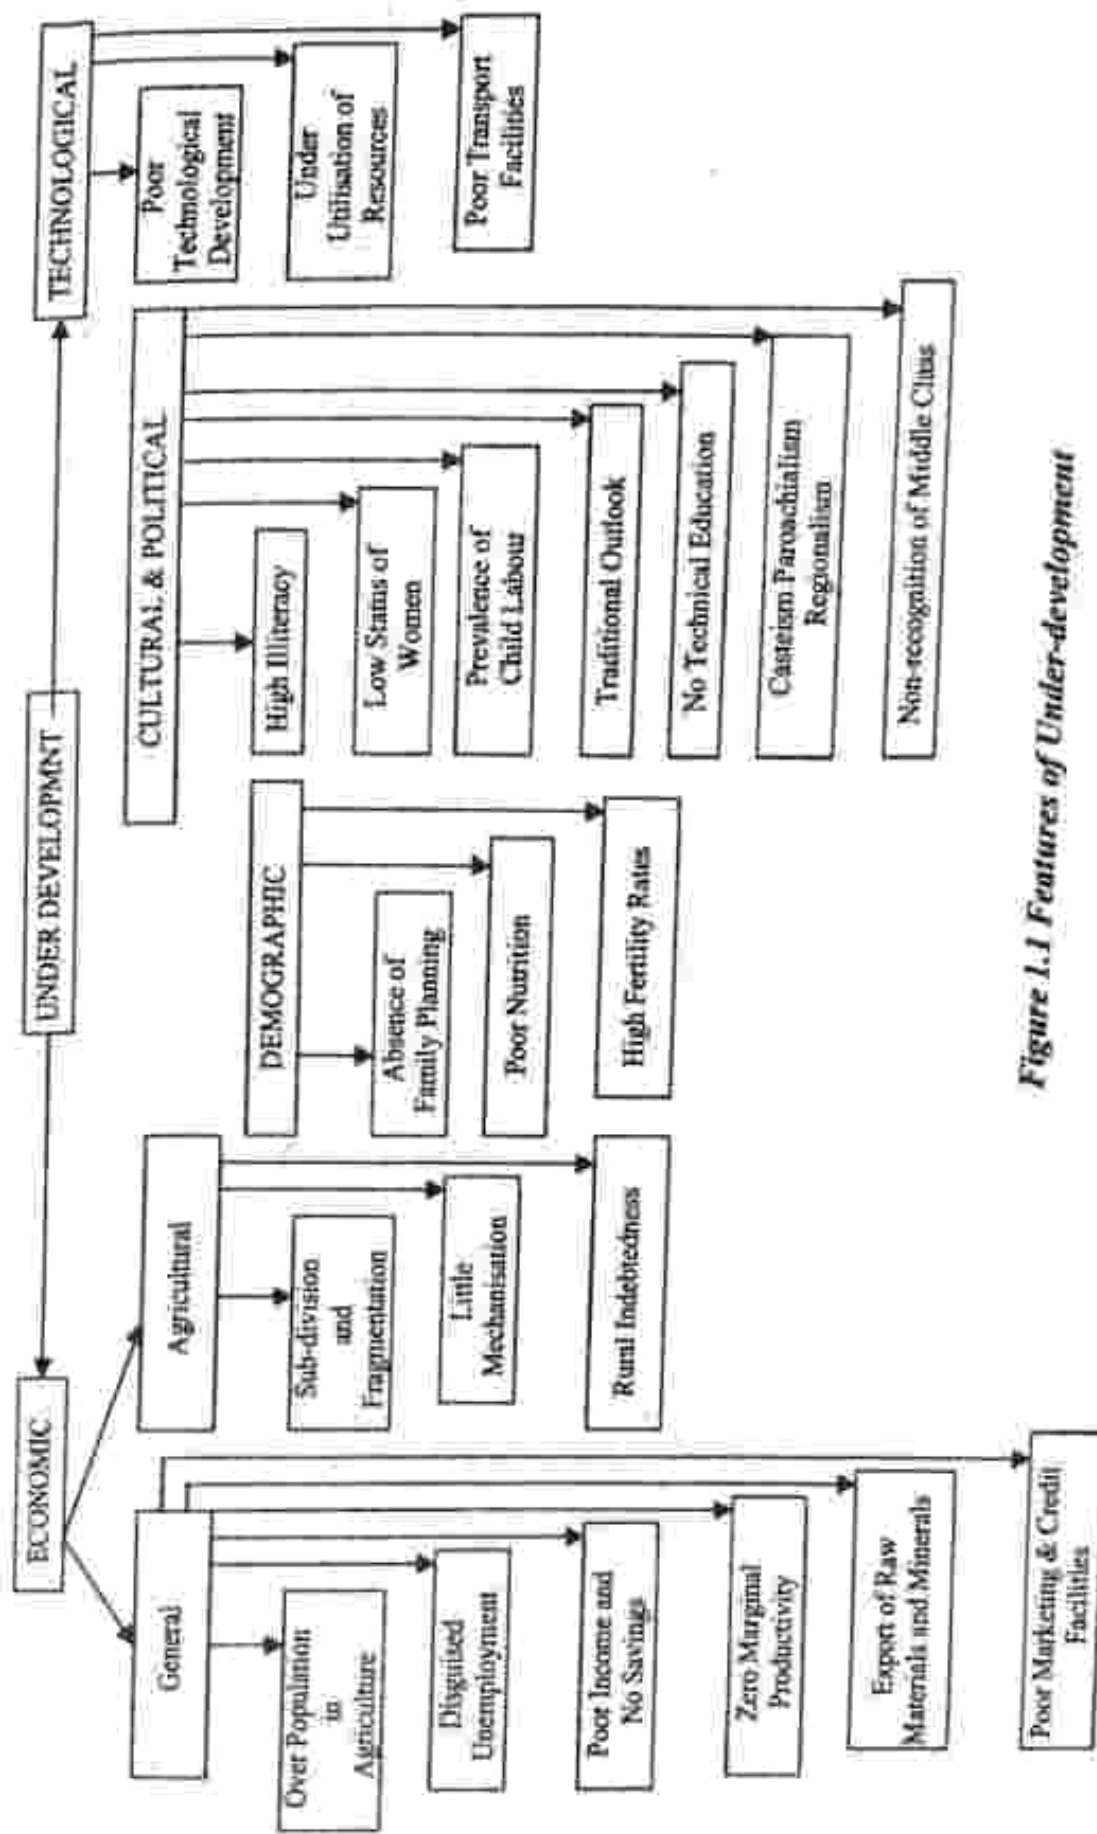 UNDER DEVELOPMNT
ECONOMIC
TECHNOLOGICAL
General
Agricultural
DEMOGRAPHIC
CULTURAL & POLITICAL
Over Population
in
Agriculture
Disguised
Unemployment
Poor Income and
No Savings
Zero Marginal
Productivity
Export of Raw
Materials and Minerals
Poor Marketing & Credit
Facilities
Sub-division
and
Fragmentation
Little
Mechanisation
Rural Indebtedness
Absence of
Family Planning
Poor Nutrition
High Fertility Rates
High Illiteracy
Low Status of
Women
Prevalence of
Child Labour
Traditional Outlook
No Technical Education
Casteism Paroachialism
Regionalism
Non-recognition of Middle Class
Poor
Technological
Development
Under
Utilisation of
Resources
Poor Transport
Facilities
Figure 1.1 Features of Under-development